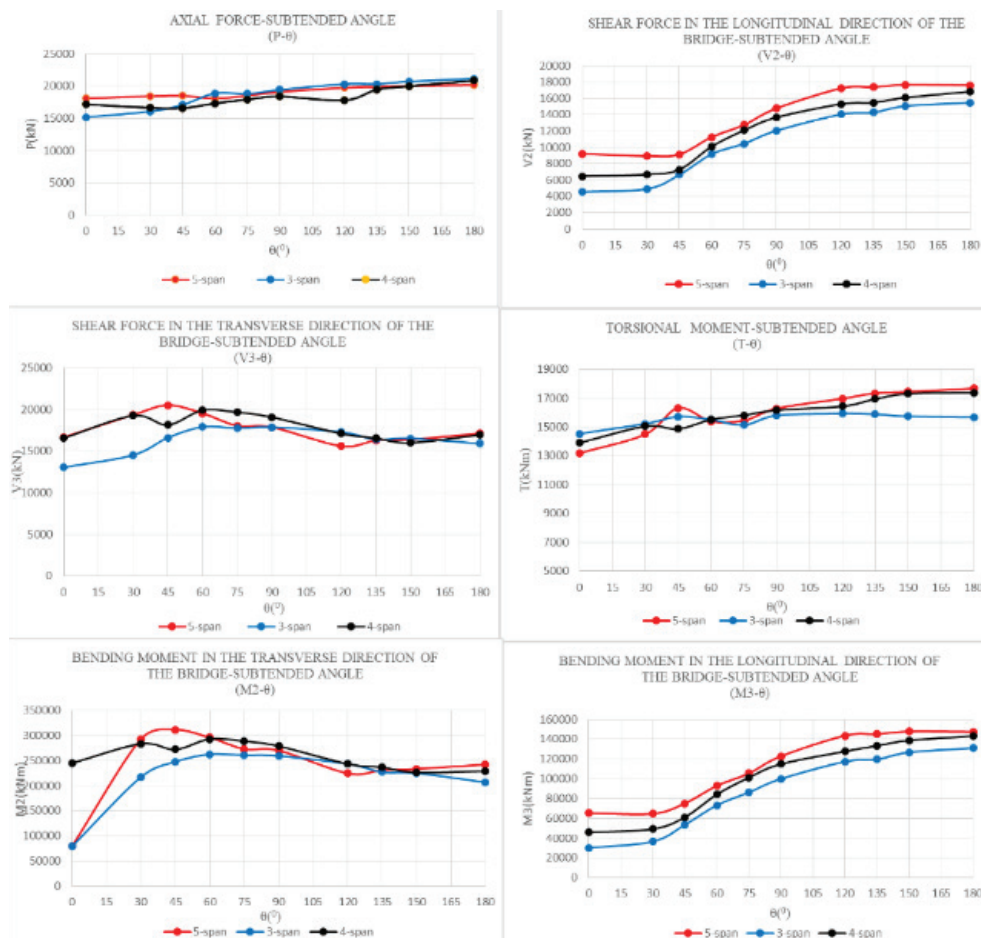 AXIAL FORCE-SUBTENDED ANGLE
(P-θ)
25000
20000
15000
10000
5000
0
P(kN)
0 15 30 45 60 75 90 105 120 135 150 165 180
θ(⁰)
5-span 3-span 4-span
SHEAR FORCE IN THE LONGITUDINAL DIRECTION OF THE
BRIDGE-SUBTENDED ANGLE
(V2-θ)
20000
18000
16000
14000
12000
10000
8000
6000
4000
2000
0
V2(kN)
0 15 30 45 60 75 90 105 120 135 150 165 180
θ(⁰)
5-span 3-span 4-span
SHEAR FORCE IN THE TRANSVERSE DIRECTION OF THE
BRIDGE-SUBTENDED ANGLE
(V3-θ)
25000
20000
15000
10000
5000
0
V3(kN)
0 15 30 45 60 75 90 105 120 135 150 165 180
θ(⁰)
5-span 3-span 4-span
TORSIONAL MOMENT-SUBTENDED ANGLE
(T-θ)
19000
17000
15000
13000
11000
9000
7000
5000
T(kNm)
0 15 30 45 60 75 90 105 120 135 150 165 180
θ(⁰)
5-span 3-span 4-span
BENDING MOMENT IN THE TRANSVERSE DIRECTION OF
THE BRIDGE-SUBTENDED ANGLE
(M2-θ)
350000
300000
250000
200000
150000
100000
50000
0
M2(kNm)
0 15 30 45 60 75 90 105 120 135 150 165 180
θ(⁰)
5-span 3-span 4-span
BENDING MOMENT IN THE LONGITUDINAL DIRECTION OF
THE BRIDGE-SUBTENDED ANGLE
(M3-θ)
160000
140000
120000
100000
80000
60000
40000
20000
0
M3(kNm)
0 15 30 45 60 75 90 105 120 135 150 165 180
θ(⁰)
5-span 3-span 4-span